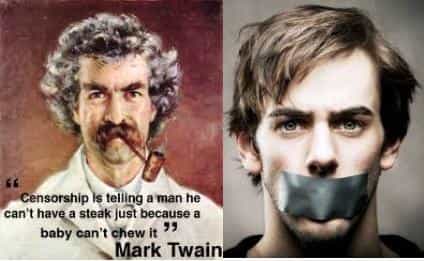 “
Censorship is telling a man he
can't have a steak just because a
baby can't chew it ”
Mark Twain